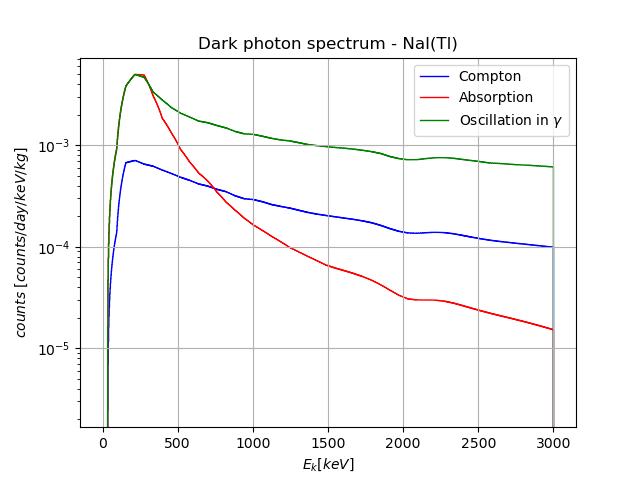 Dark photon spectrum - NaI(Tl)
Compton
Absorption
Oscillation in γ
counts [counts/day/keV/kg]
10⁻³
10⁻⁴
10⁻⁵
0 500 1000 1500 2000 2500 3000
E_k[keV]